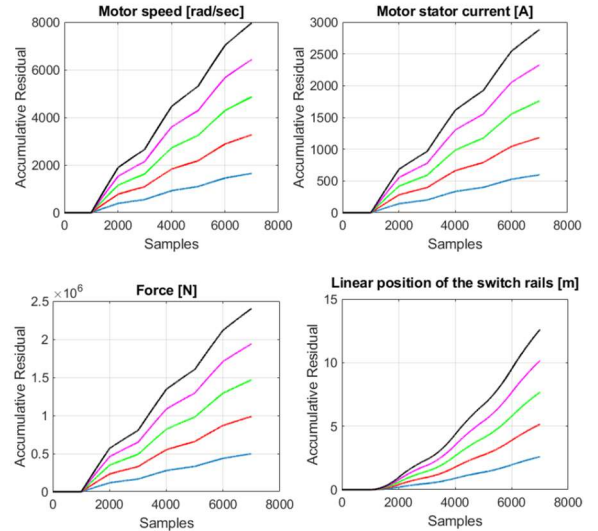 Motor speed [rad/sec]
Accumulative Residual
8000
6000
4000
2000
0
0 2000 4000 6000 8000
Samples
Motor stator current [A]
Accumulative Residual
3000
2500
2000
1500
1000
500
0
0 2000 4000 6000 8000
Samples
Force [N]
×10⁶
Accumulative Residual
2.5
2
1.5
1
0.5
0
0 2000 4000 6000 8000
Samples
Linear position of the switch rails [m]
Accumulative Residual
15
10
5
0
0 2000 4000 6000 8000
Samples